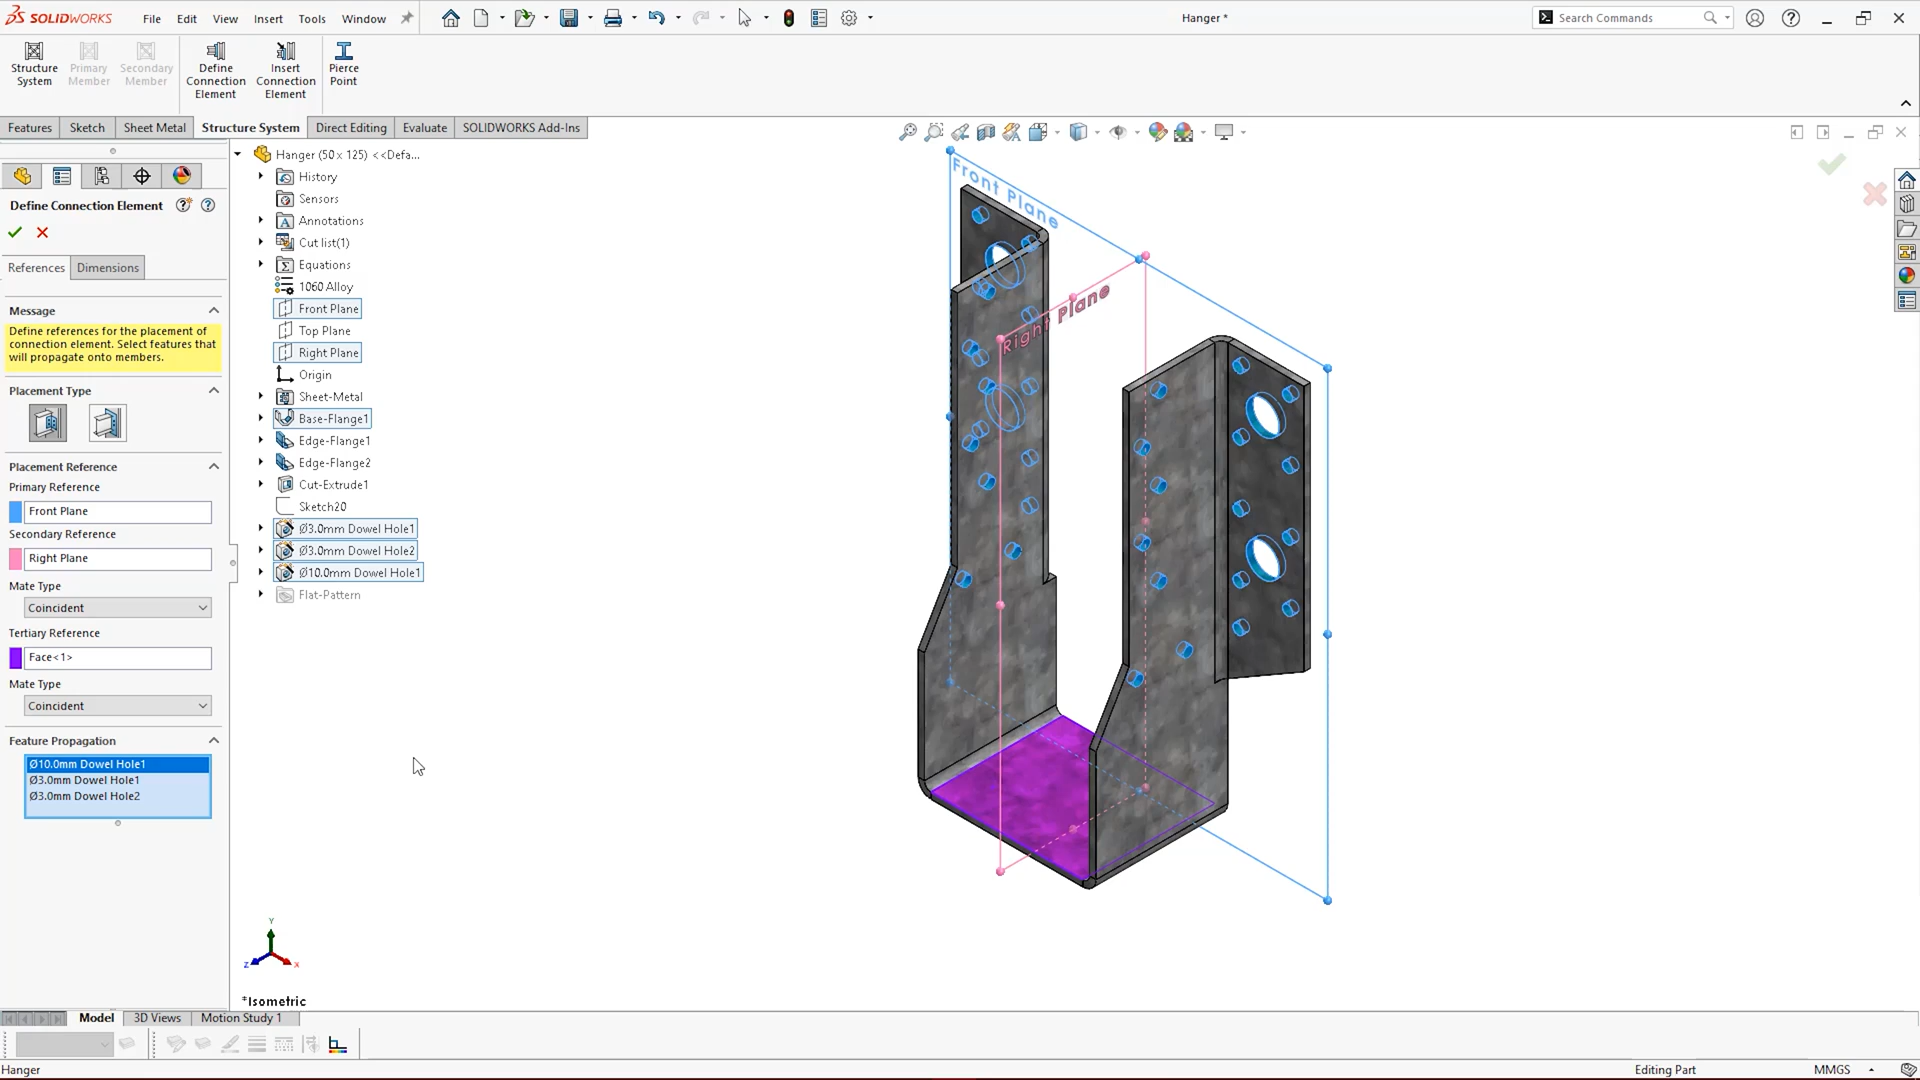 SOLIDWORKS File Edit View Insert Tools Window Hanger * Search Commands
Structure System
Primary Member
Secondary Member
Define Connection Element
Insert Connection Element
Pierce Point
Features Sketch Sheet Metal Structure System Direct Editing Evaluate SOLIDWORKS Add-Ins
Define Connection Element
References Dimensions
Message
Define references for the placement of
connection element. Select features that
will propagate onto members.
Placement Type
Placement Reference
Primary Reference
Front Plane
Secondary Reference
Right Plane
Mate Type
Coincident
Tertiary Reference
Face<1>
Mate Type
Coincident
Feature Propagation
Ø10.0mm Dowel Hole1
Ø3.0mm Dowel Hole1
Ø3.0mm Dowel Hole2
Hanger (50 x 125) <<Defa...
History
Sensors
Annotations
Cut list(1)
Equations
1060 Alloy
Front Plane
Top Plane
Right Plane
Origin
Sheet-Metal
Base-Flange1
Edge-Flange1
Edge-Flange2
Cut-Extrude1
Sketch20
Ø3.0mm Dowel Hole1
Ø3.0mm Dowel Hole2
Ø10.0mm Dowel Hole1
Flat-Pattern
Front Plane
Right Plane
Y
Z
X
*Isometric
Model 3D Views Motion Study 1
Hanger Editing Part MMGS